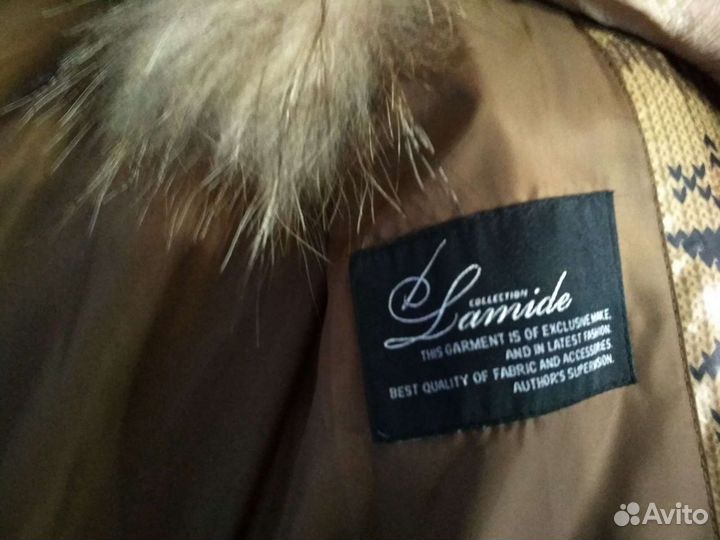 COLLECTION
Lamide
THIS GARMENT IS OF EXCLUSIVE MAKE,
AND IN LATEST FASHION.
BEST QUALITY OF FABRIC AND ACCESSORIES.
AUTHOR'S SUPERVISON.
Avito